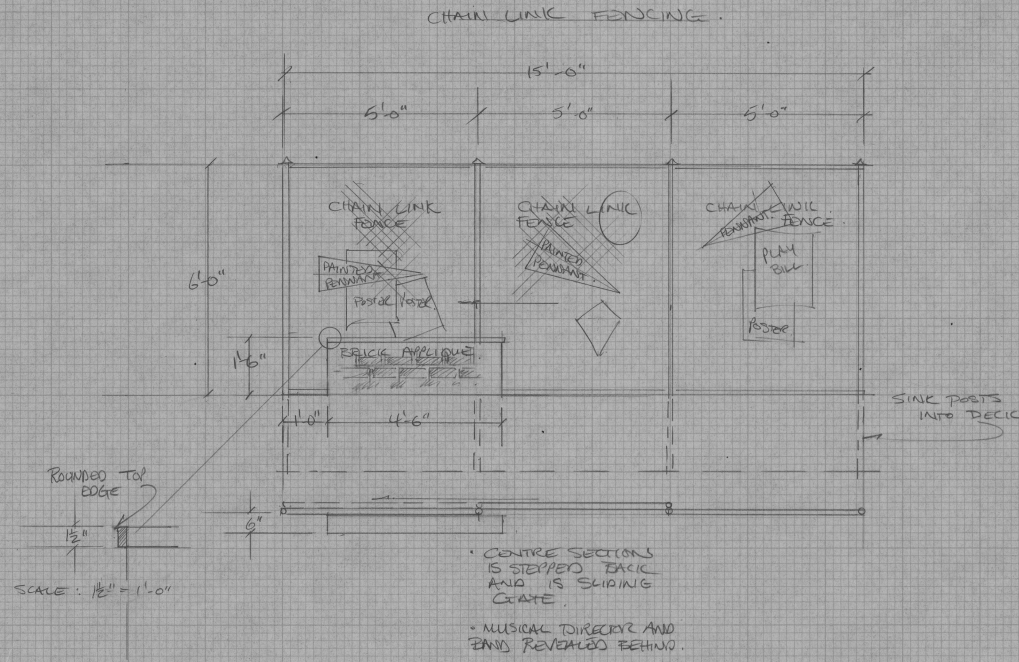 CHAIN LINK FENCING.
15'-0"
5'-0"
5'-0"
5'-0"
CHAIN LINK
FENCE
CHAIN LINK
FENCE
CHAIN LINK
FENCE.
PENNANT.
PAINTED
PENNANT
PAINTED
PENNANT.
PLAY
BILL.
6'-0"
POSTER
POSTER.
POSTER
1'-6"
BRICK APPLIQUE.
1'-0"
4'-6"
SINK POSTS
INTO DECK
ROUNDED TOP
EDGE
1½"
6"
SCALE: 1½" = 1'-0"
• CENTRE SECTION
IS STEPPED BACK
AND IS SLIDING
GATE.
• MUSICAL DIRECTOR AND
BAND REVEALED BEHIND.